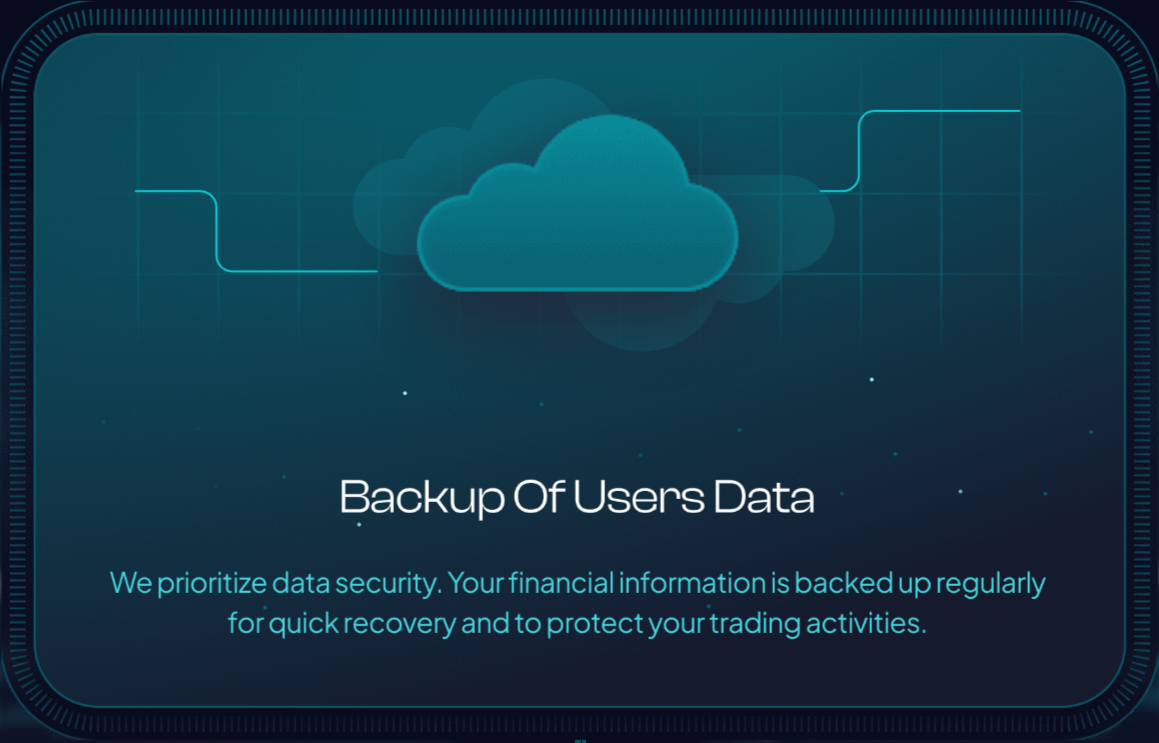 Backup Of Users Data
We prioritize data security. Your financial information is backed up regularly
for quick recovery and to protect your trading activities.